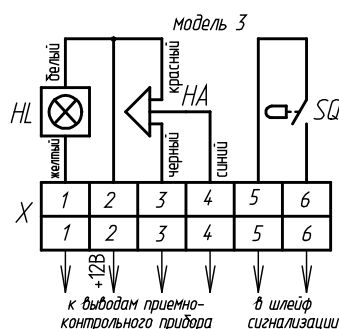 модель 3
белый
красный
HL
HA
SQ
желтый
черный
синий
X
1 2 3 4 5 6
1 2 3 4 5 6
+12В
к выводам приемно-
контрольного прибора
в шлейф
сигнализации